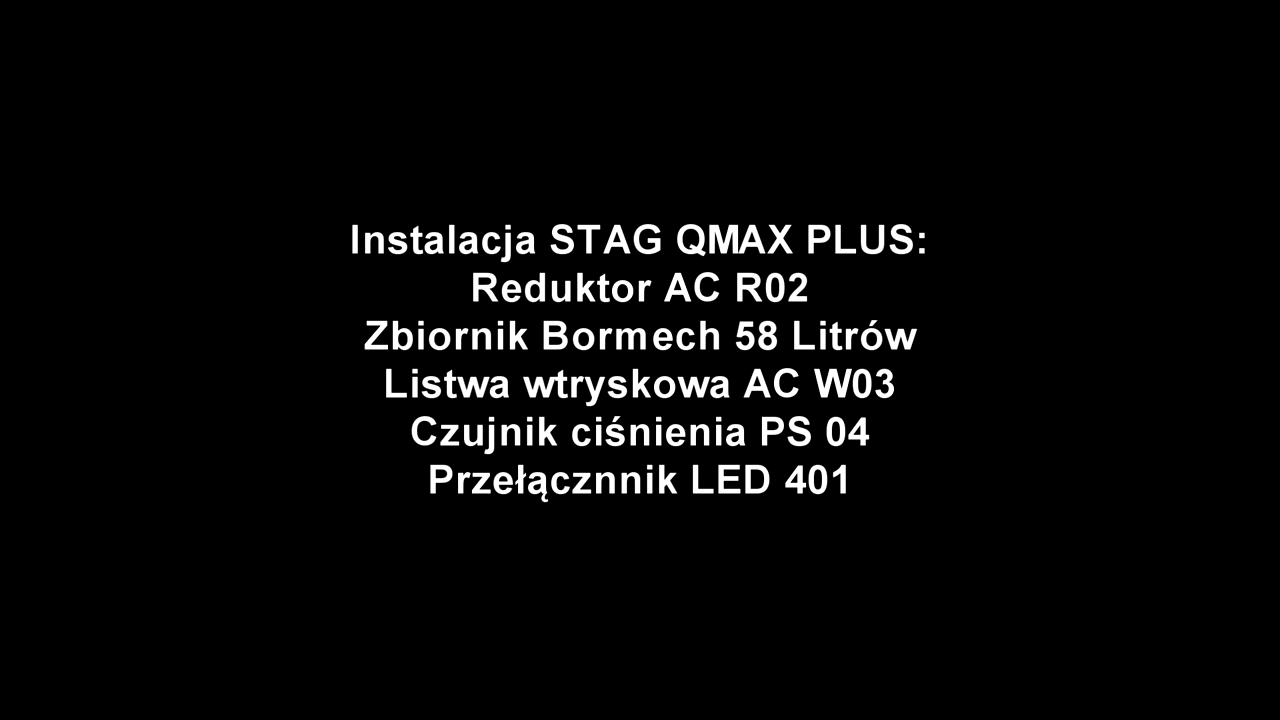 Instalacja STAG QMAX PLUS:
Reduktor AC R02
Zbiornik Bormech 58 Litrów
Listwa wtryskowa AC W03
Czujnik ciśnienia PS 04
Przełącznnnik LED 401